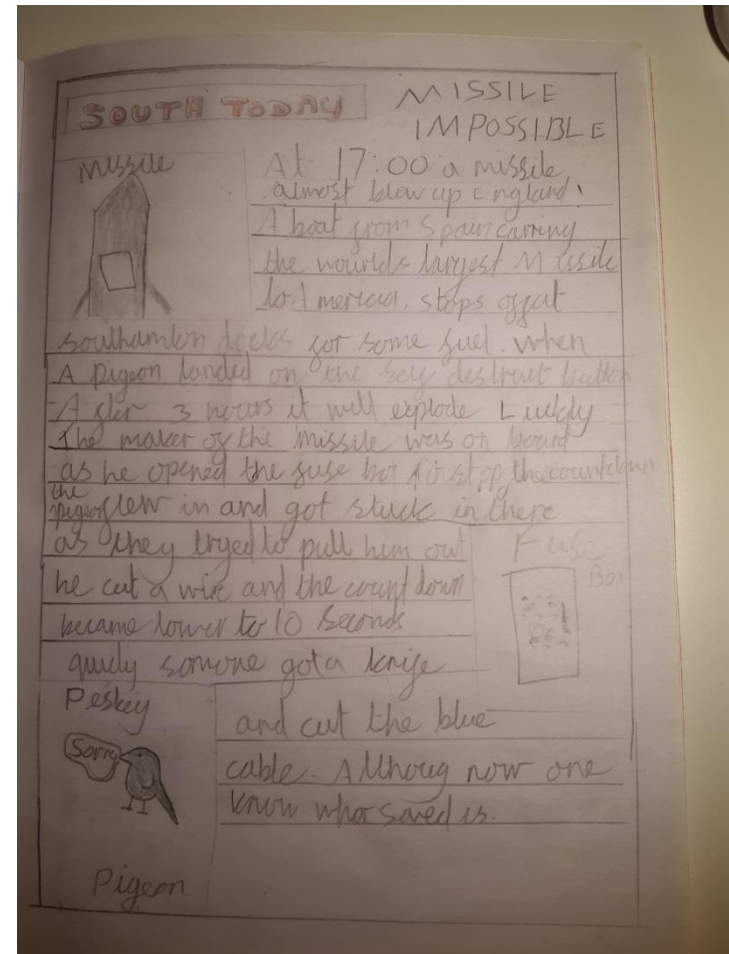 SOUTH TODAY
MISSILE
IMPOSSIBLE
Missile
At 17:00 a missile
almost blow up England.
A boat from Spain carring
the wourlds largest Missile
to America, stops of at
Southamton docks for some fuel. when
A pigeon landed on the self destruct button
After 3 hours it will explode Luckly
The maker of the missile was on board
as he opened the fuse box to stop the countdown
the pigeon flew in and got stuck in there
as they tryed to pull him out
he cut a wire and the count down
became lower to 10 seconds
quicly somone got a knife
Fuse
Box
Peskey
Sorry
Pigeon
and cut the blue
cable. Althoug now one
know who saved us.